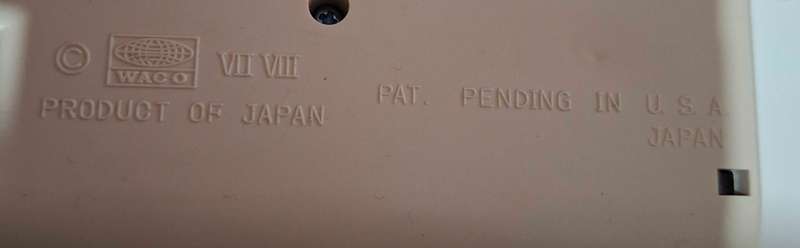 © WACO VII VIII
PRODUCT OF JAPAN
PAT. PENDING IN U.S.A.
JAPAN